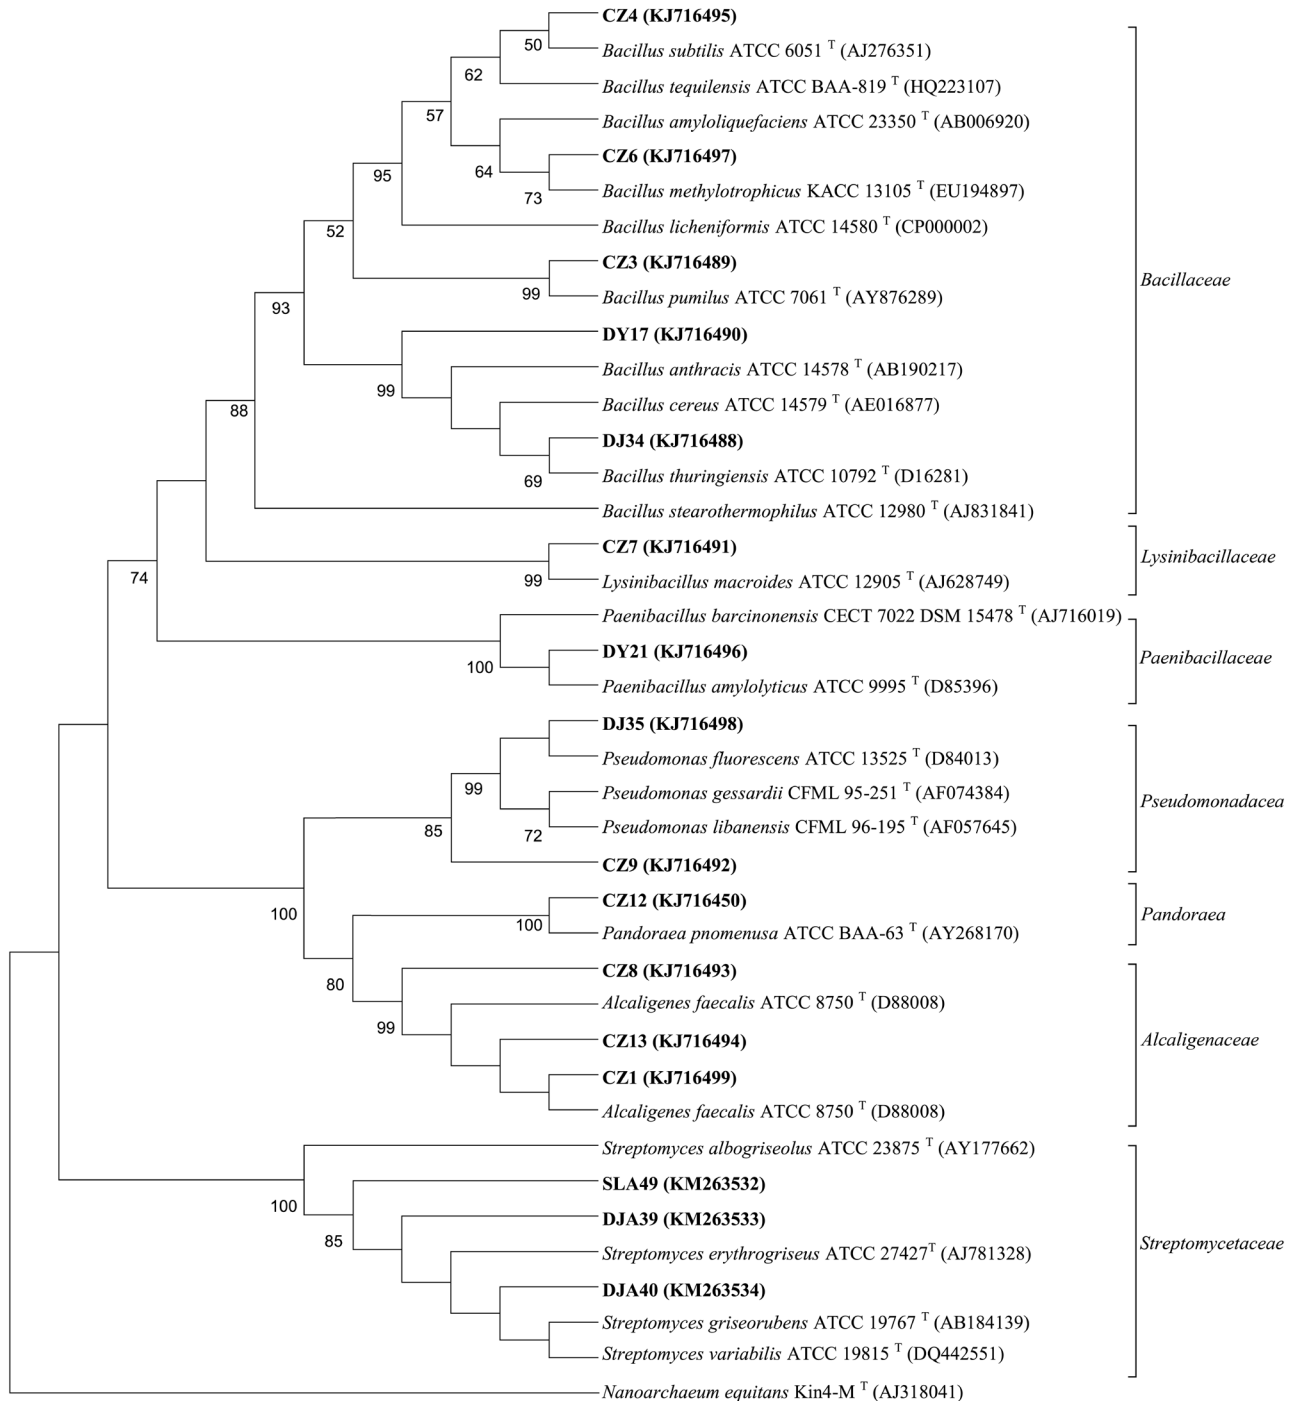 CZ4 (KJ716495)
50
Bacillus subtilis ATCC 6051 T (AJ276351)
62
Bacillus tequilensis ATCC BAA-819 T (HQ223107)
57
Bacillus amyloliquefaciens ATCC 23350 T (AB006920)
CZ6 (KJ716497)
64
95
73
Bacillus methylotrophicus KACC 13105 T (EU194897)
Bacillus licheniformis ATCC 14580 T (CP000002)
52
CZ3 (KJ716489)
Bacillaceae
99
Bacillus pumilus ATCC 7061 T (AY876289)
93
DY17 (KJ716490)
Bacillus anthracis ATCC 14578 T (AB190217)
99
Bacillus cereus ATCC 14579 T (AE016877)
88
DJ34 (KJ716488)
69
Bacillus thuringiensis ATCC 10792 T (D16281)
Bacillus stearothermophilus ATCC 12980 T (AJ831841)
CZ7 (KJ716491)
Lysinibacillaceae
74
99
Lysinibacillus macroides ATCC 12905 T (AJ628749)
Paenibacillus barcinonensis CECT 7022 DSM 15478 T (AJ716019)
DY21 (KJ716496)
Paenibacillaceae
100
Paenibacillus amylolyticus ATCC 9995 T (D85396)
DJ35 (KJ716498)
Pseudomonas fluorescens ATCC 13525 T (D84013)
99
Pseudomonas gessardii CFML 95-251 T (AF074384)
Pseudomonadacea
85
72
Pseudomonas libanensis CFML 96-195 T (AF057645)
CZ9 (KJ716492)
CZ12 (KJ716450)
100
Pandoraea
100
Pandoraea pnomenusa ATCC BAA-63 T (AY268170)
CZ8 (KJ716493)
80
Alcaligenes faecalis ATCC 8750 T (D88008)
99
CZ13 (KJ716494)
Alcaligenaceae
CZ1 (KJ716499)
Alcaligenes faecalis ATCC 8750 T (D88008)
Streptomyces albogriseolus ATCC 23875 T (AY177662)
SLA49 (KM263532)
100
DJA39 (KM263533)
85
Streptomycetaceae
Streptomyces erythrogriseus ATCC 27427T (AJ781328)
DJA40 (KM263534)
Streptomyces griseorubens ATCC 19767 T (AB184139)
Streptomyces variabilis ATCC 19815 T (DQ442551)
Nanoarchaeum equitans Kin4-M T (AJ318041)